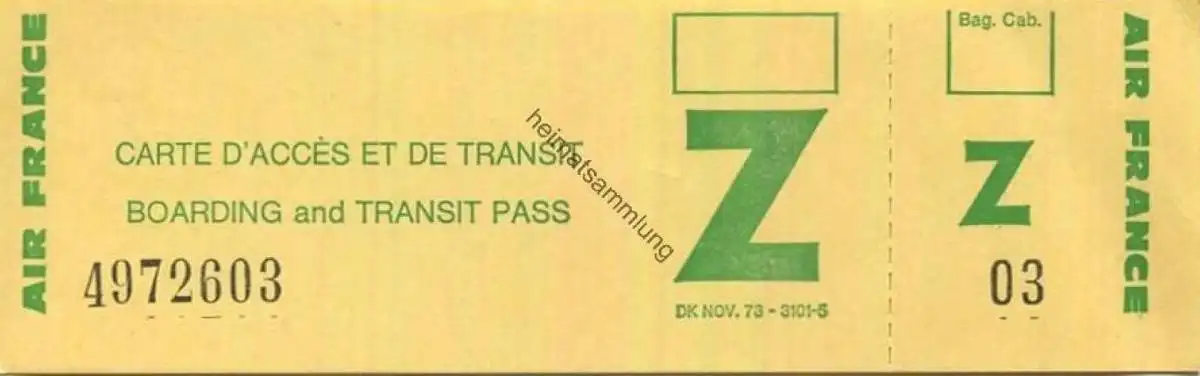 AIR FRANCE
CARTE D'ACCÈS ET DE TRANSIT
BOARDING and TRANSIT PASS
4972603
Z
DK NOV. 73 - 3101-5
Bag. Cab.
Z
03
AIR FRANCE
heimatsammlung